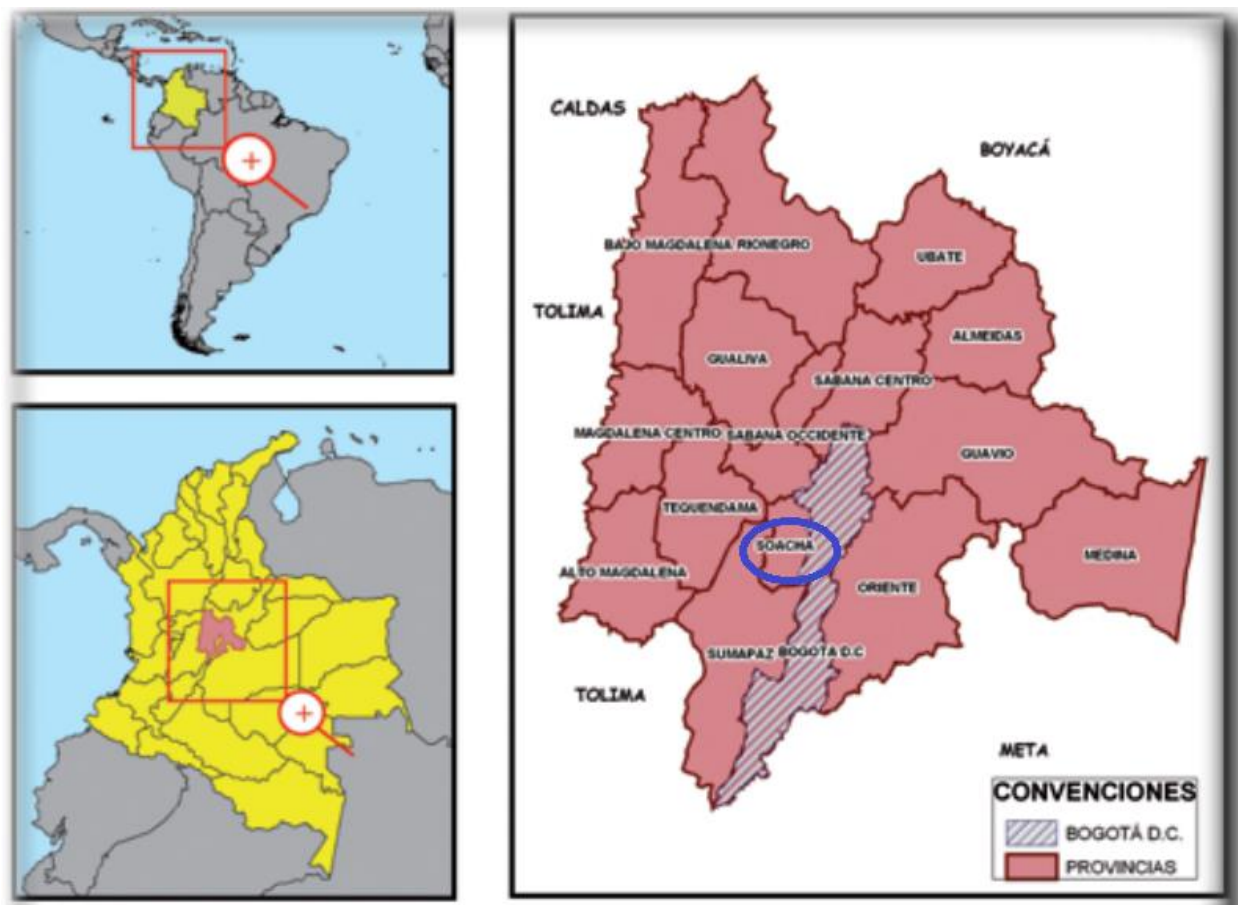 CALDAS
BOYACÁ
BAJO MAGDALENA RIONEGRO
UBATE
TOLIMA
ALMEIDAS
GUALIVA
SABANA CENTRO
MAGDALENA CENTRO
SABANA OCCIDENTE
GUAVIO
TEQUENDAMA
SOACHA
MEDINA
ALTO MAGDALENA
ORIENTE
SUMAPAZ
BOGOTA D.C
TOLIMA
META
CONVENCIONES
BOGOTÁ D.C.
PROVINCIAS